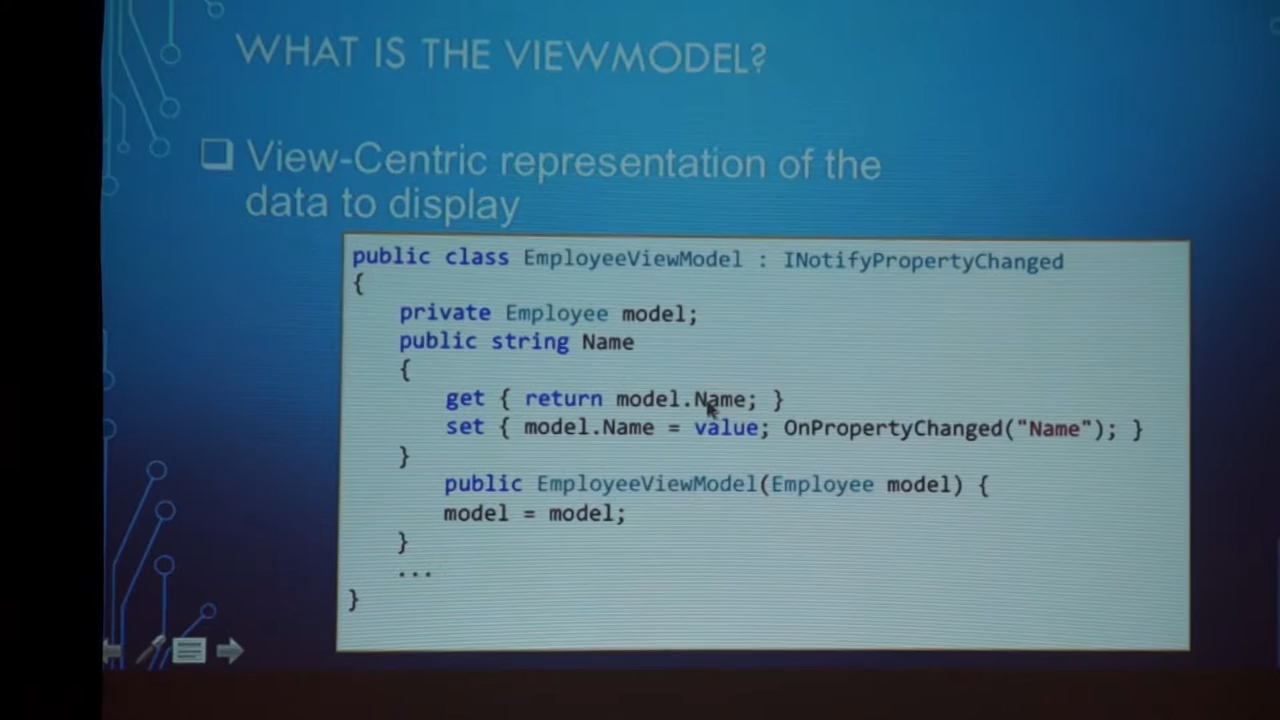 WHAT IS THE VIEWMODEL?
View-Centric representation of the
data to display
public class EmployeeViewModel : INotifyPropertyChanged
{
private Employee model;
public string Name
{
get { return model.Name; }
set { model.Name = value; OnPropertyChanged("Name"); }
}
public EmployeeViewModel(Employee model) {
model = model;
}
...
}